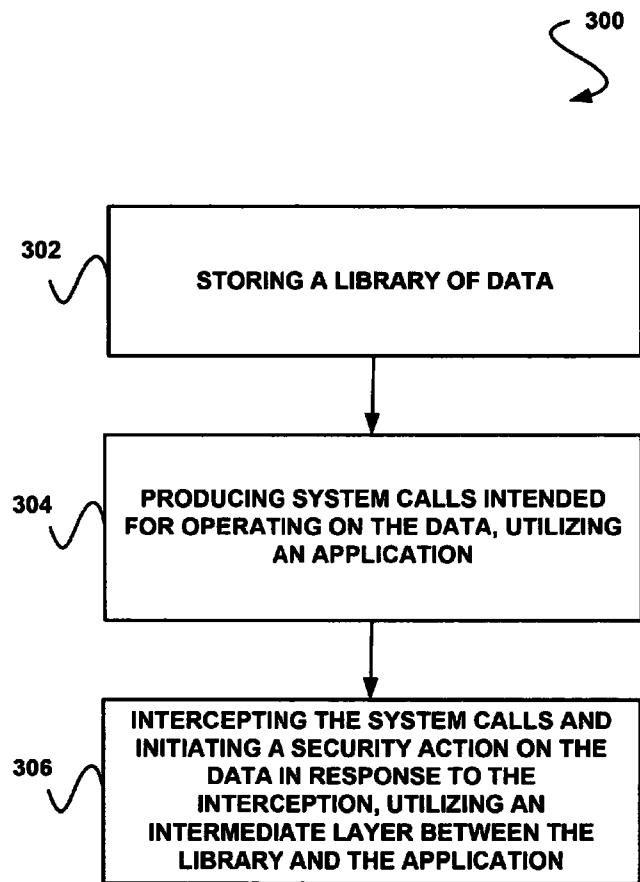 300
302
STORING A LIBRARY OF DATA
304
PRODUCING SYSTEM CALLS INTENDED
FOR OPERATING ON THE DATA, UTILIZING
AN APPLICATION
306
INTERCEPTING THE SYSTEM CALLS AND
INITIATING A SECURITY ACTION ON THE
DATA IN RESPONSE TO THE
INTERCEPTION, UTILIZING AN
INTERMEDIATE LAYER BETWEEN THE
LIBRARY AND THE APPLICATION